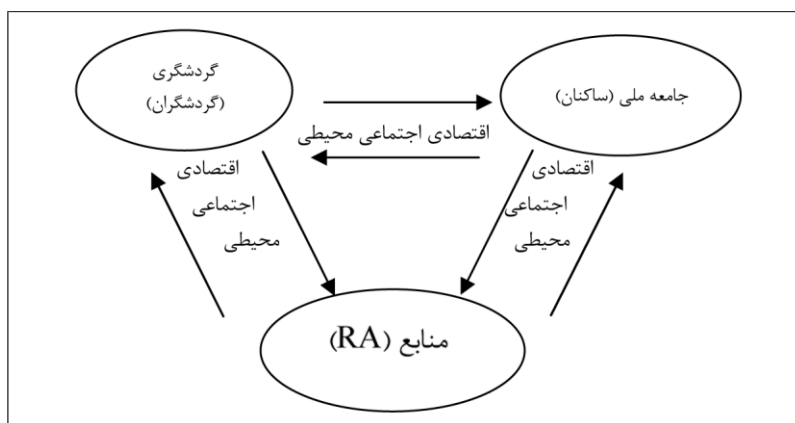 گردشگری
(گردشگران)
جامعه ملی (ساکنان)
اقتصادی اجتماعی محیطی
اقتصادی
اجتماعی
محیطی
اقتصادی
اجتماعی
محیطی
منابع (RA)